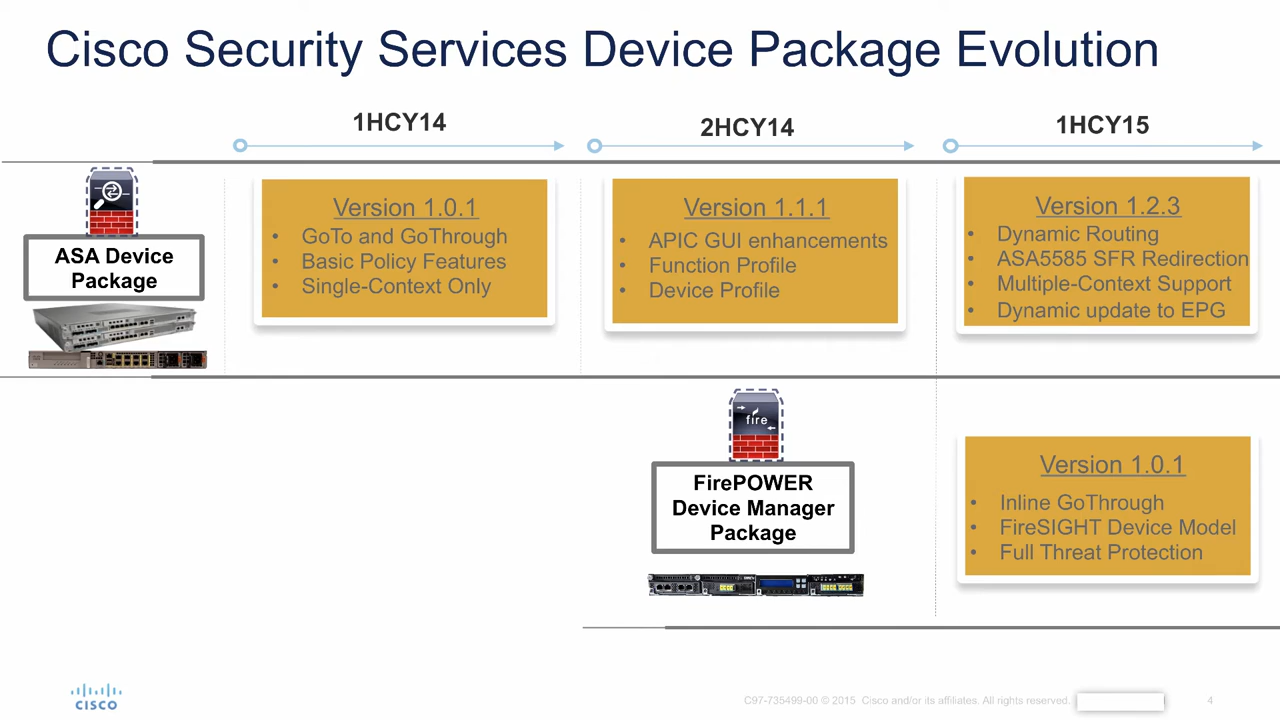 Cisco Security Services Device Package Evolution
1HCY14
2HCY14
1HCY15
ASA Device
Package
Version 1.0.1
• GoTo and GoThrough
• Basic Policy Features
• Single-Context Only
Version 1.1.1
• APIC GUI enhancements
• Function Profile
• Device Profile
Version 1.2.3
• Dynamic Routing
• ASA5585 SFR Redirection
• Multiple-Context Support
• Dynamic update to EPG
fire
FirePOWER
Device Manager
Package
Version 1.0.1
• Inline GoThrough
• FireSIGHT Device Model
• Full Threat Protection
CISCO
C97-735499-00 © 2015 Cisco and/or its affiliates. All rights reserved.
4